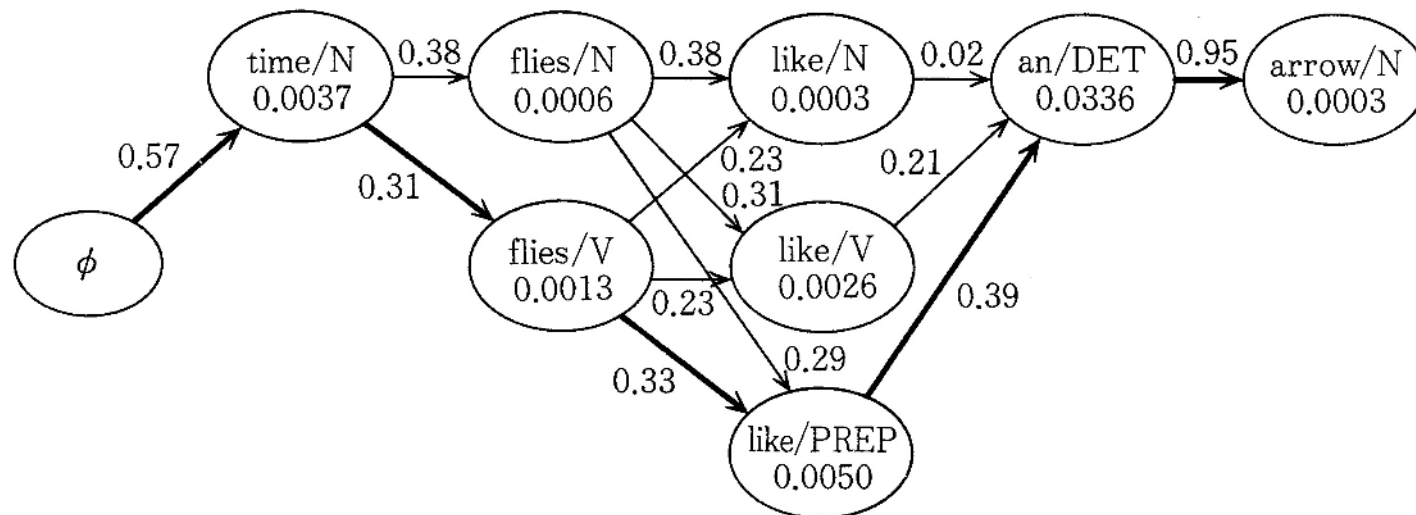 time/N
0.0037
0.38
flies/N
0.0006
0.38
like/N
0.0003
0.02
an/DET
0.0336
0.95
arrow/N
0.0003
0.57
0.31
0.23
0.31
0.21
ϕ
flies/V
0.0013
0.23
like/V
0.0026
0.39
0.33
0.29
like/PREP
0.0050